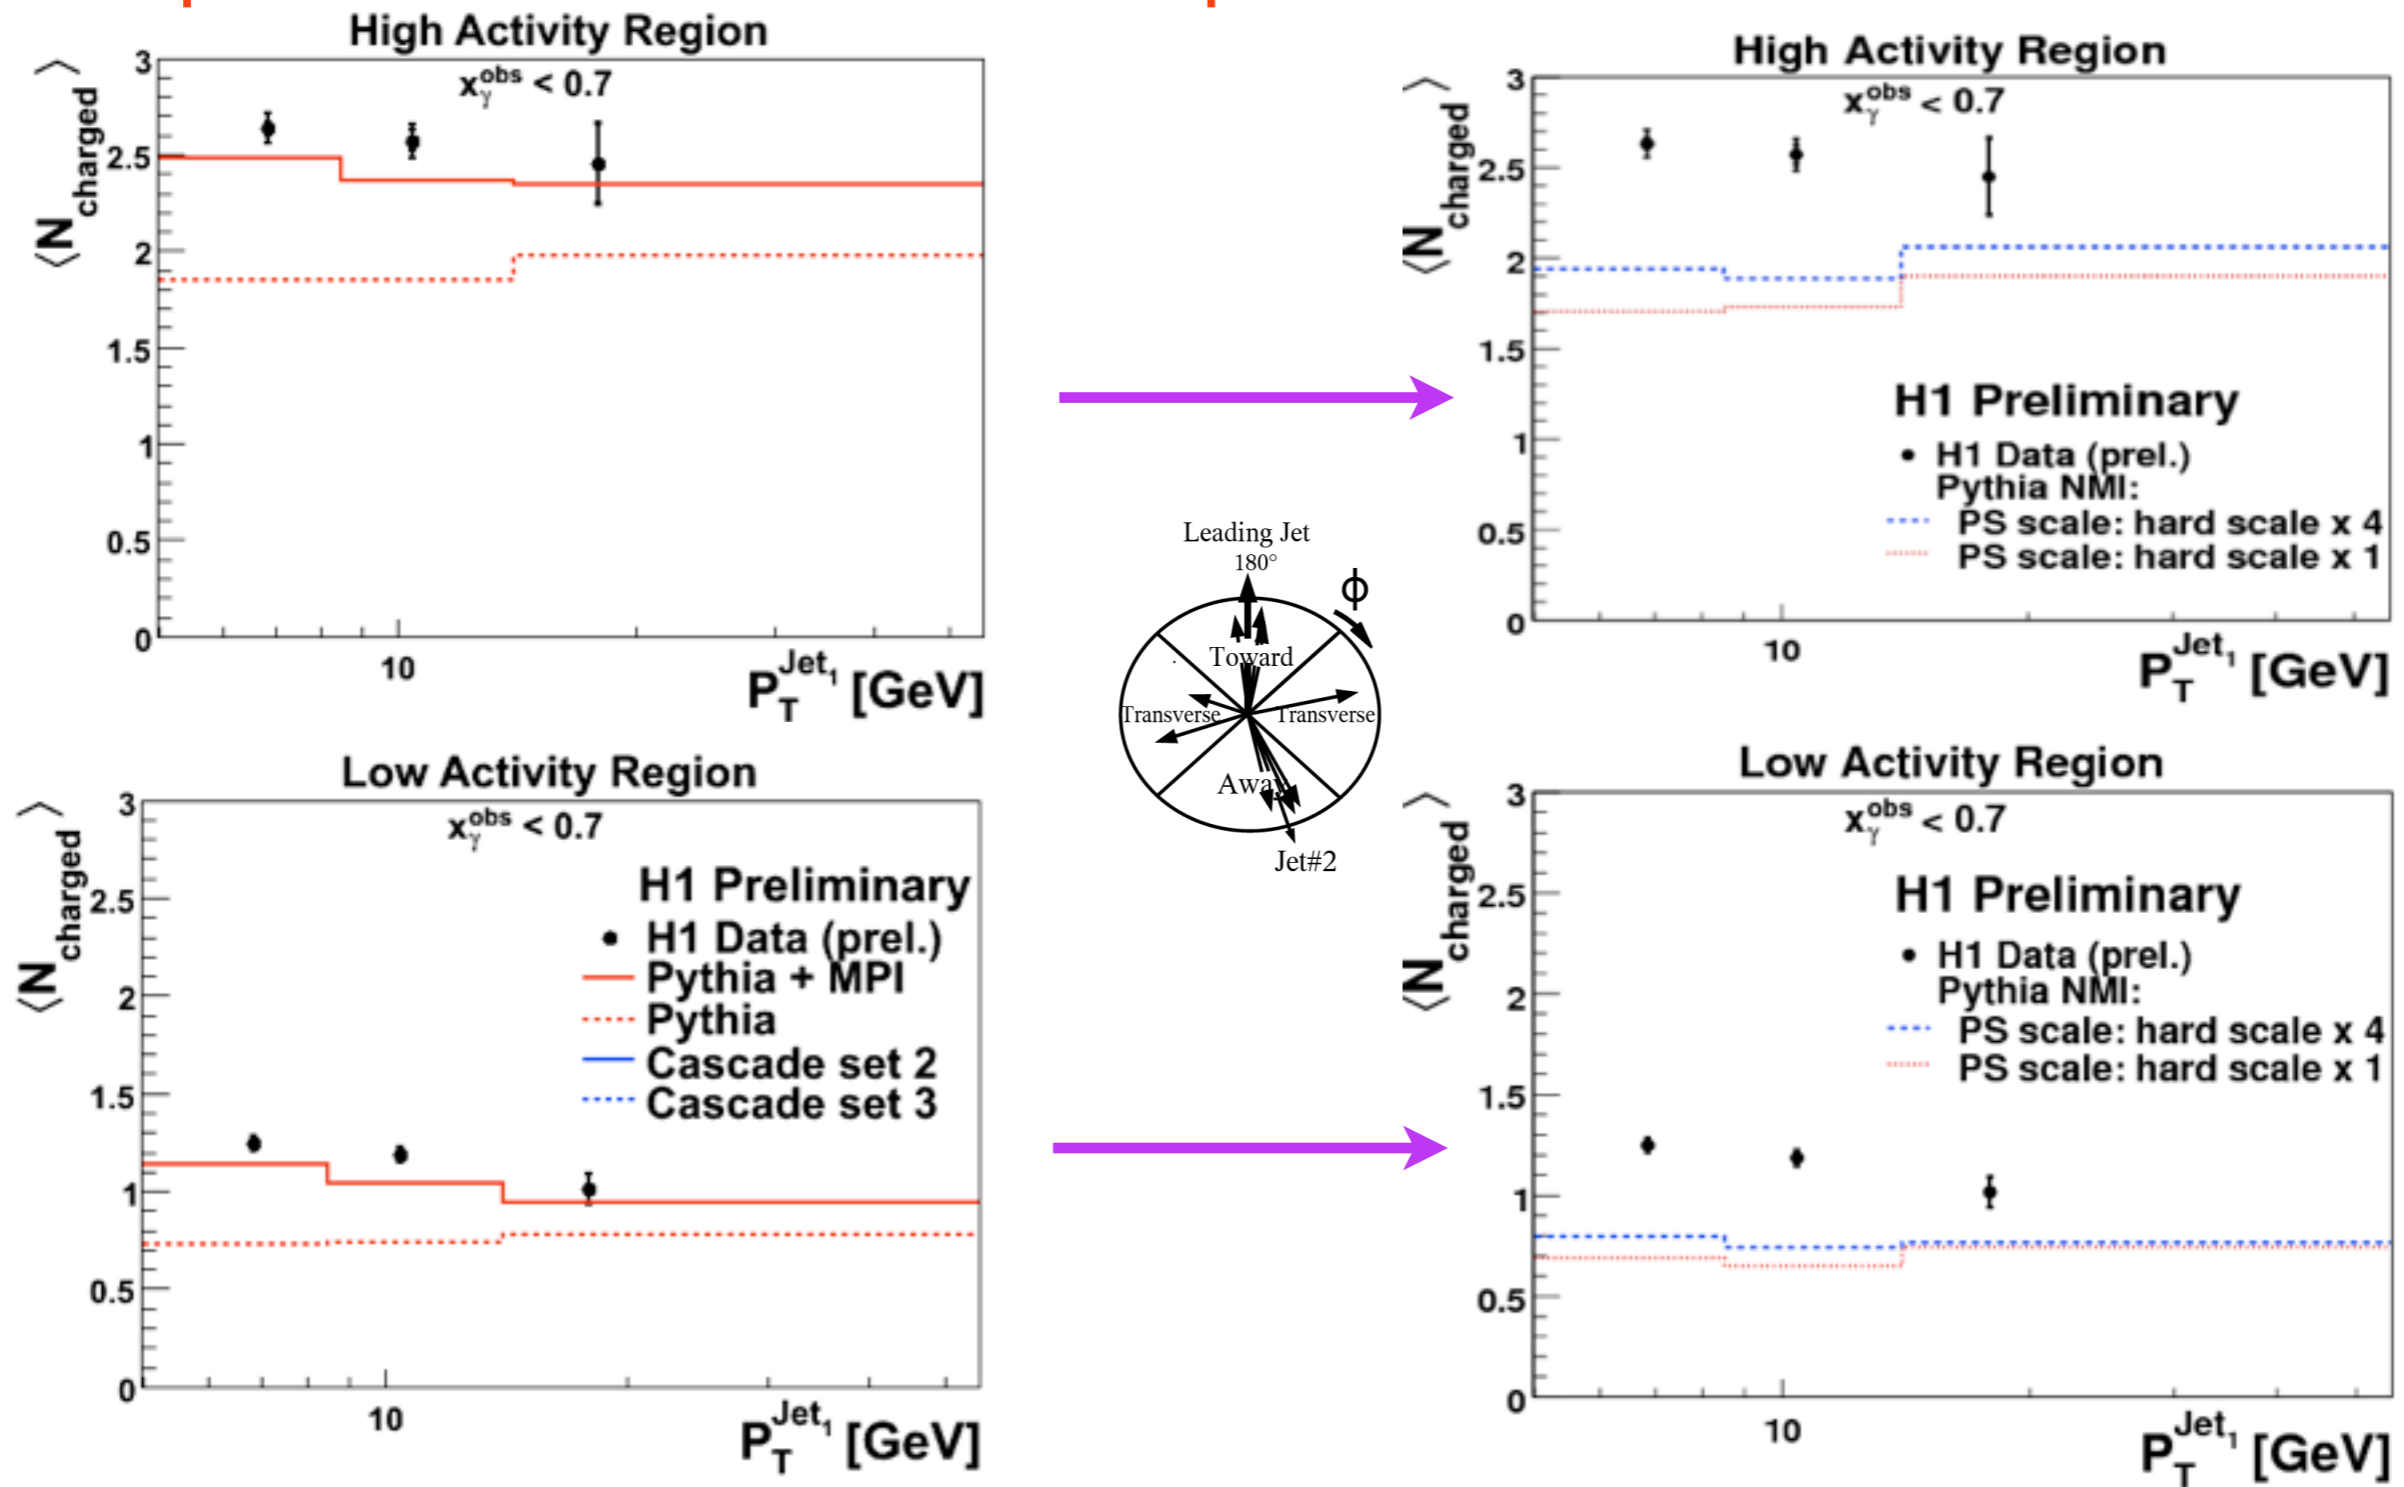 High Activity Region
x_γ^obs < 0.7
⟨N_charged⟩
3
2.5
2
1.5
1
0.5
0
10
P_T^Jet_1 [GeV]
High Activity Region
x_γ^obs < 0.7
⟨N_charged⟩
3
2.5
2
1.5
1
0.5
0
H1 Preliminary
H1 Data (prel.)
Pythia NMI:
PS scale: hard scale x 4
PS scale: hard scale x 1
10
P_T^Jet_1 [GeV]
Leading Jet
180°
ϕ
Toward
Transverse
Transverse
Away
Jet#2
Low Activity Region
x_γ^obs < 0.7
⟨N_charged⟩
3
2.5
2
1.5
1
0.5
0
H1 Preliminary
H1 Data (prel.)
Pythia + MPI
Pythia
Cascade set 2
Cascade set 3
10
P_T^Jet_1 [GeV]
Low Activity Region
x_γ^obs < 0.7
⟨N_charged⟩
3
2.5
2
1.5
1
0.5
0
H1 Preliminary
H1 Data (prel.)
Pythia NMI:
PS scale: hard scale x 4
PS scale: hard scale x 1
10
P_T^Jet_1 [GeV]